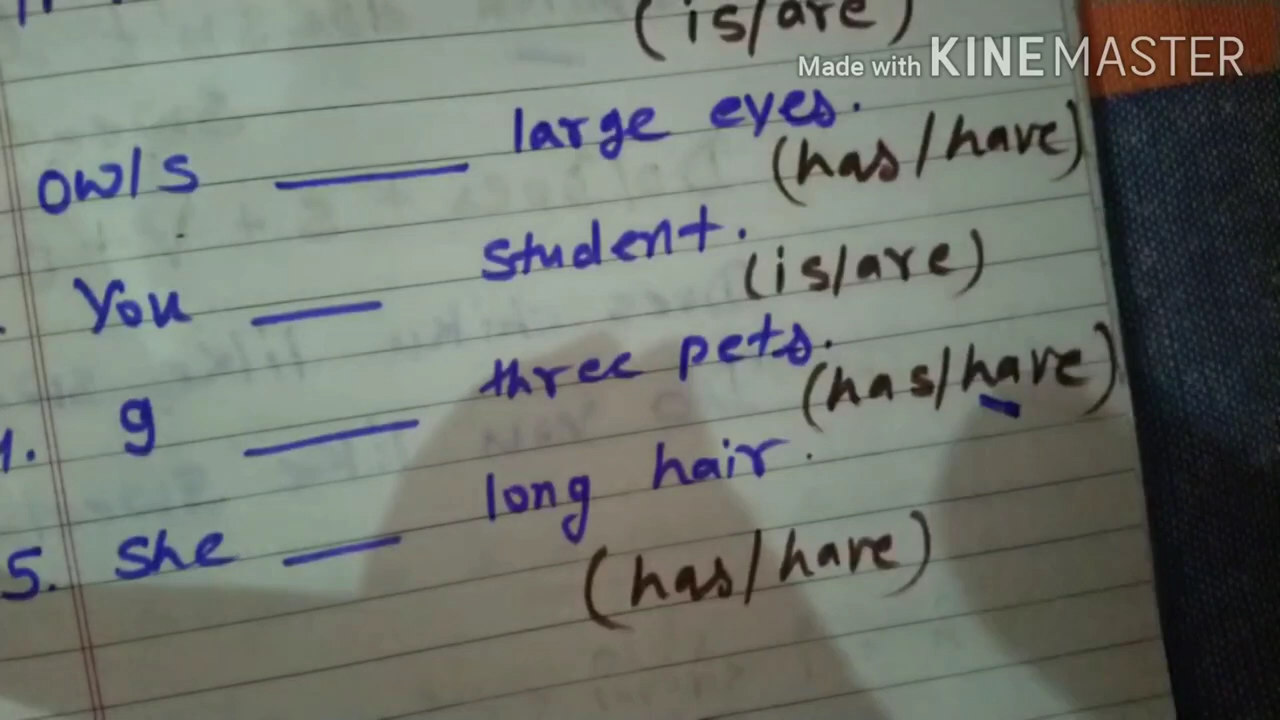 (is/are)
Made with KINEMASTER
Owls ____ large eyes.
(has/have)
You ____ student.
(is/are)
4. I ____ three pets.
(has/have)
5. She ____ long hair.
(has/have)